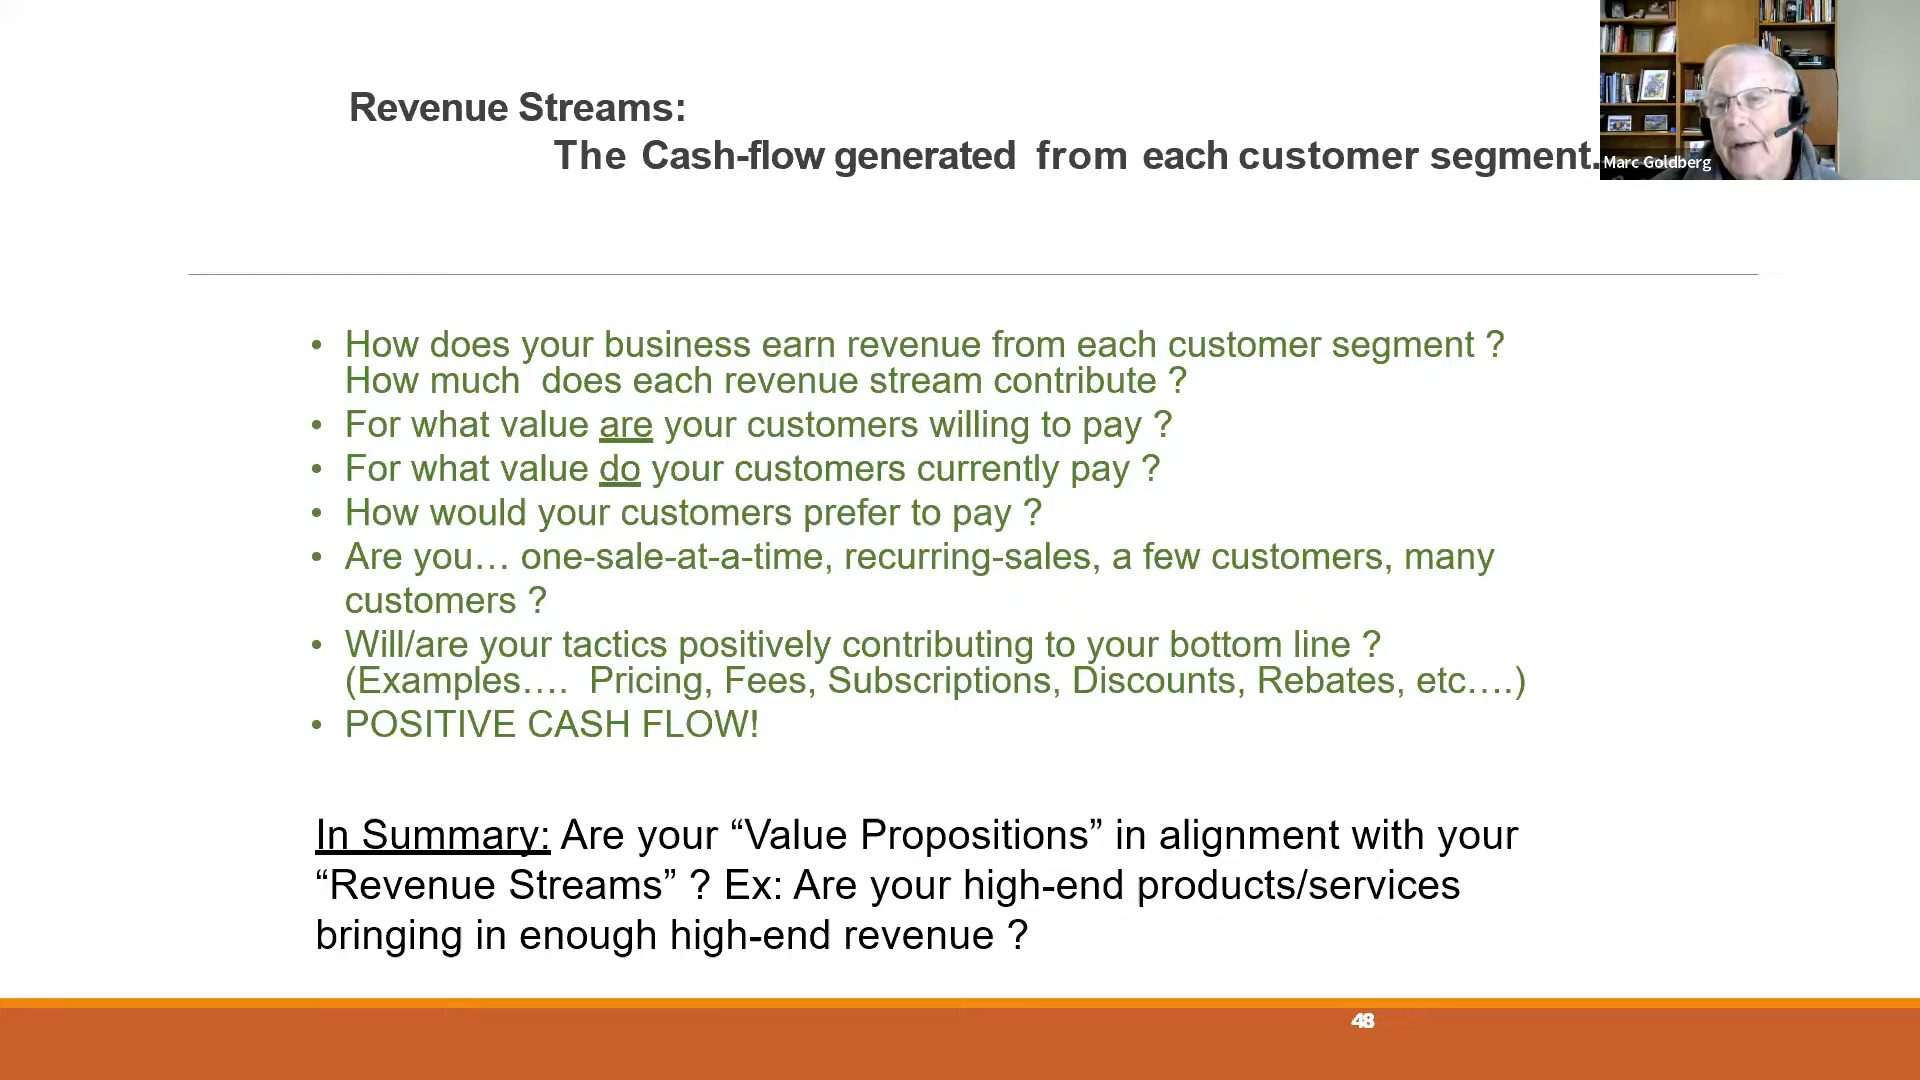 Revenue Streams:
The Cash-flow generated from each customer segment.
Marc Goldberg
• How does your business earn revenue from each customer segment ?
How much does each revenue stream contribute ?
• For what value are your customers willing to pay ?
• For what value do your customers currently pay ?
• How would your customers prefer to pay ?
• Are you… one-sale-at-a-time, recurring-sales, a few customers, many
customers ?
• Will/are your tactics positively contributing to your bottom line ?
(Examples…. Pricing, Fees, Subscriptions, Discounts, Rebates, etc….)
• POSITIVE CASH FLOW!
In Summary: Are your “Value Propositions” in alignment with your
“Revenue Streams” ? Ex: Are your high-end products/services
bringing in enough high-end revenue ?
48